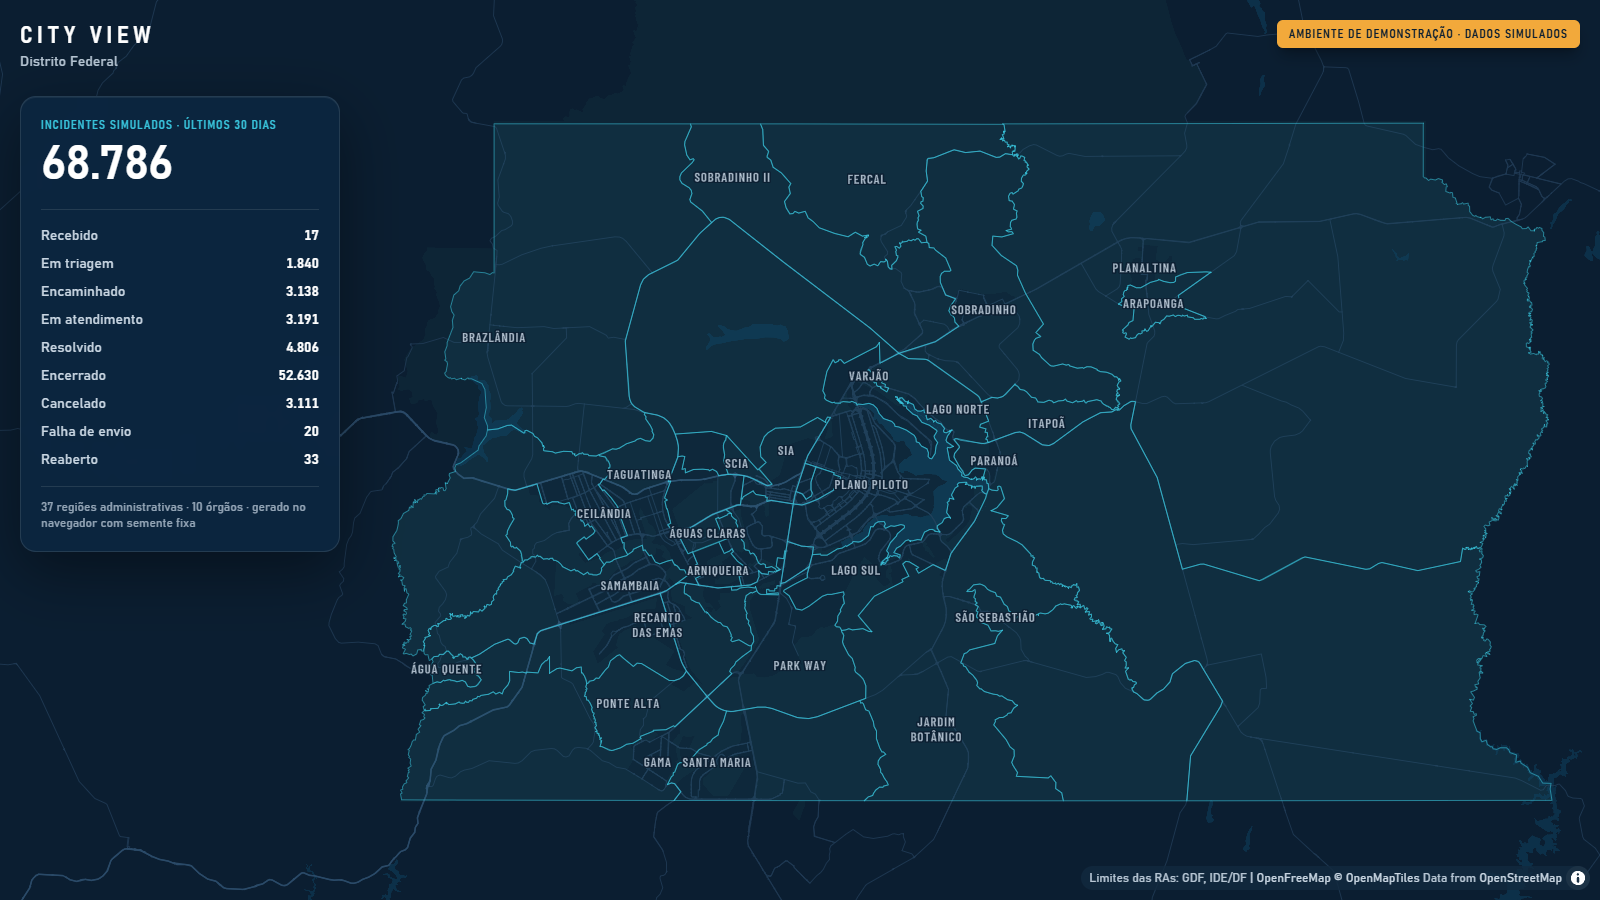 CITY VIEW
Distrito Federal
AMBIENTE DE DEMONSTRAÇÃO · DADOS SIMULADOS
INCIDENTES SIMULADOS · ÚLTIMOS 30 DIAS
68.786
Recebido 17
Em triagem 1.840
Encaminhado 3.138
Em atendimento 3.191
Resolvido 4.806
Encerrado 52.630
Cancelado 3.111
Falha de envio 20
Reaberto 33
37 regiões administrativas · 10 órgãos · gerado no
navegador com semente fixa
SOBRADINHO II
FERCAL
PLANALTINA
ARAPOANGA
SOBRADINHO
BRAZLÂNDIA
VARJÃO
LAGO NORTE
ITAPOÃ
SIA
SCIA
PARANOÁ
TAGUATINGA
PLANO PILOTO
CEILÂNDIA
ÁGUAS CLARAS
ARNIQUEIRA
LAGO SUL
SAMAMBAIA
RECANTO
DAS EMAS
SÃO SEBASTIÃO
ÁGUA QUENTE
PARK WAY
PONTE ALTA
JARDIM
BOTÂNICO
GAMA
SANTA MARIA
Limites das RAs: GDF, IDE/DF | OpenFreeMap © OpenMapTiles Data from OpenStreetMap